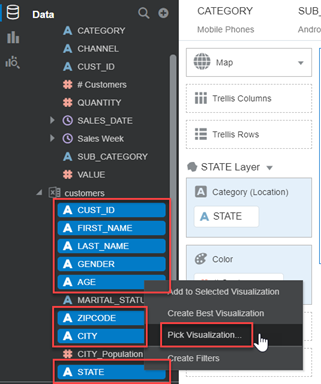 Data
CATEGORY
CHANNEL
CUST_ID
# Customers
QUANTITY
SALES_DATE
Sales Week
SUB_CATEGORY
VALUE
customers
CUST_ID
FIRST_NAME
LAST_NAME
GENDER
AGE
MARITAL_STATU
ZIPCODE
CITY
CITY_Population
STATE
CATEGORY
SUB_
Mobile Phones
Andro
Map
Trellis Columns
Trellis Rows
STATE Layer
Category (Location)
A STATE
Color
Add to Selected Visualization
Create Best Visualization
Pick Visualization...
Create Filters